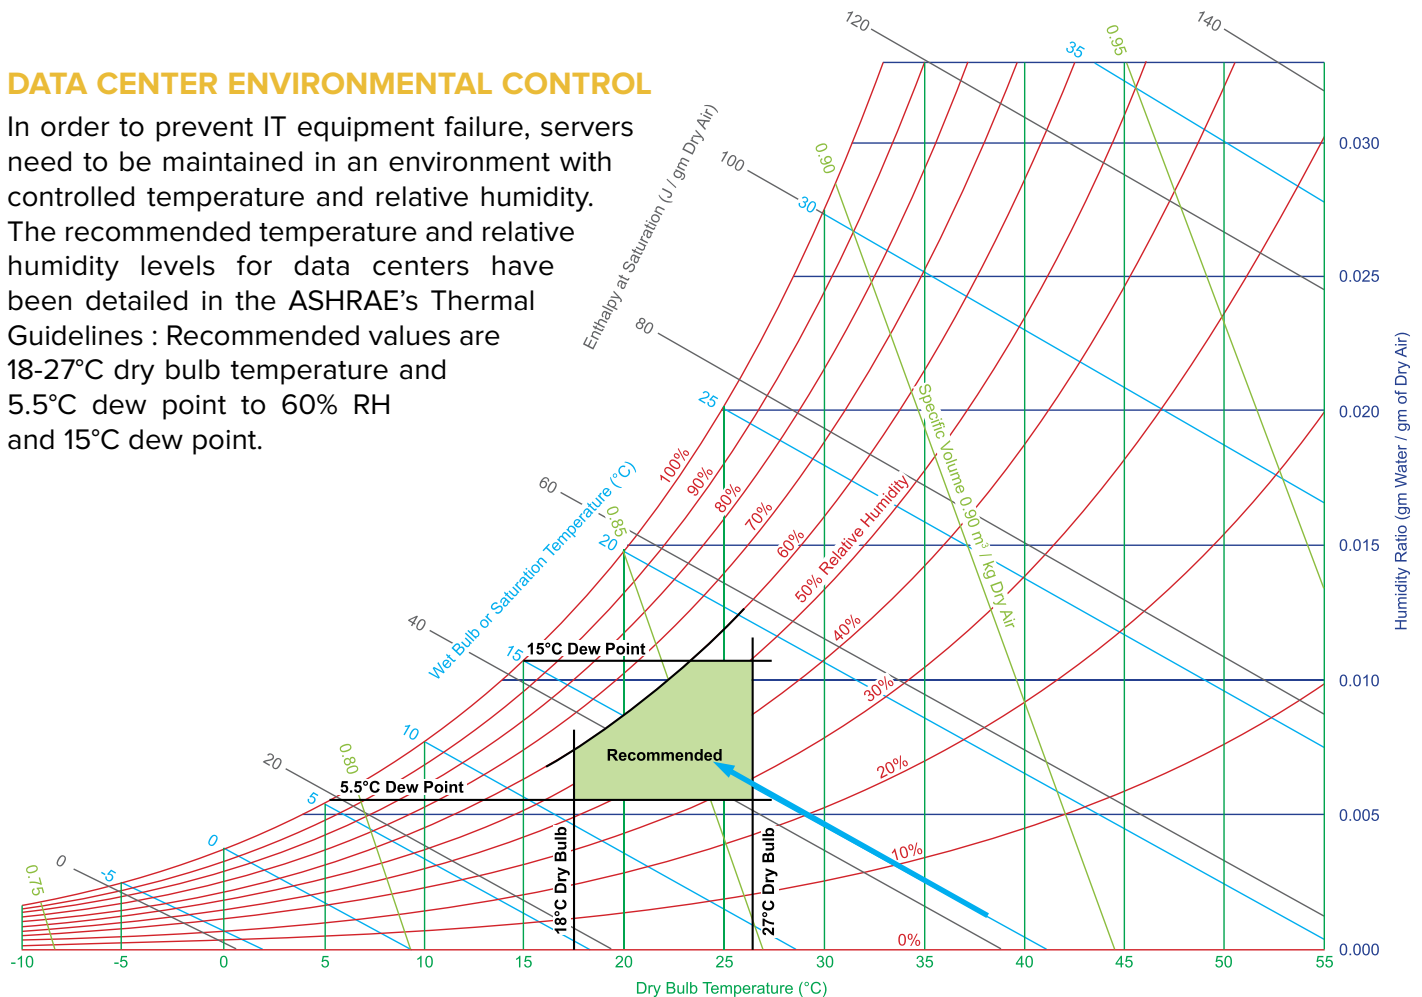 DATA CENTER ENVIRONMENTAL CONTROL
In order to prevent IT equipment failure, servers
need to be maintained in an environment with
controlled temperature and relative humidity.
The recommended temperature and relative
humidity levels for data centers have
been detailed in the ASHRAE’s Thermal
Guidelines : Recommended values are
18-27°C dry bulb temperature and
5.5°C dew point to 60% RH
and 15°C dew point.
Enthalpy at Saturation (J / gm Dry Air)
0
20
40
60
80
100
120
140
Wet Bulb or Saturation Temperature (°C)
-5
0
5
10
15
20
25
30
35
0.75
0.80
0.85
0.90
0.95
Specific Volume 0.90 m³ / kg Dry Air
100%
90%
80%
70%
60%
50% Relative Humidity
40%
30%
20%
10%
0%
15°C Dew Point
5.5°C Dew Point
Recommended
18°C Dry Bulb
27°C Dry Bulb
0.030
0.025
0.020
0.015
0.010
0.005
0.000
Humidity Ratio (gm Water / gm of Dry Air)
-10
-5
0
5
10
15
20
25
30
35
40
45
50
55
Dry Bulb Temperature (°C)